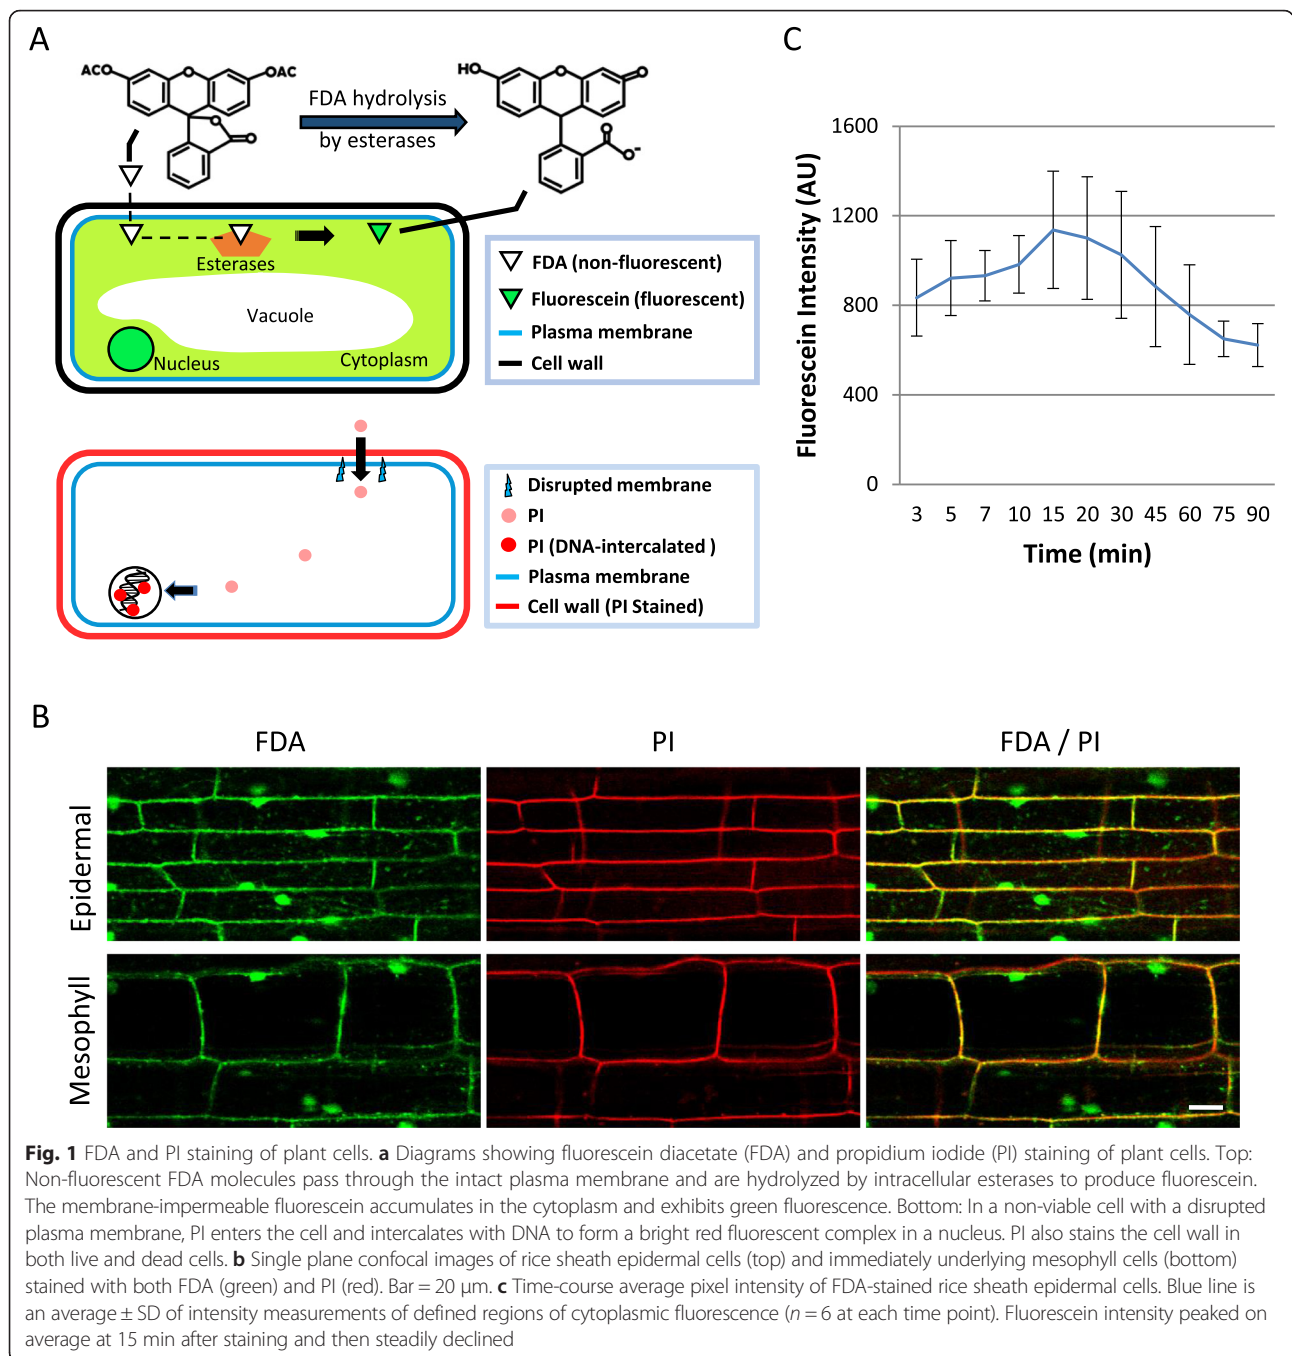 A
ACO
O
OAC
O
O
FDA hydrolysis
by esterases
HO
O
O
O
O-
Esterases
Vacuole
Nucleus
Cytoplasm
FDA (non-fluorescent)
Fluorescein (fluorescent)
Plasma membrane
Cell wall
Disrupted membrane
PI
PI (DNA-intercalated )
Plasma membrane
Cell wall (PI Stained)
C
Fluorescein Intensity (AU)
1600
1200
800
400
0
3 5 7 10 15 20 30 45 60 75 90
Time (min)
B
FDA PI FDA / PI
Epidermal
Mesophyll
Fig. 1 FDA and PI staining of plant cells. a Diagrams showing fluorescein diacetate (FDA) and propidium iodide (PI) staining of plant cells. Top:
Non-fluorescent FDA molecules pass through the intact plasma membrane and are hydrolyzed by intracellular esterases to produce fluorescein.
The membrane-impermeable fluorescein accumulates in the cytoplasm and exhibits green fluorescence. Bottom: In a non-viable cell with a disrupted
plasma membrane, PI enters the cell and intercalates with DNA to form a bright red fluorescent complex in a nucleus. PI also stains the cell wall in
both live and dead cells. b Single plane confocal images of rice sheath epidermal cells (top) and immediately underlying mesophyll cells (bottom)
stained with both FDA (green) and PI (red). Bar = 20 μm. c Time-course average pixel intensity of FDA-stained rice sheath epidermal cells. Blue line is
an average ± SD of intensity measurements of defined regions of cytoplasmic fluorescence (n = 6 at each time point). Fluorescein intensity peaked on
average at 15 min after staining and then steadily declined